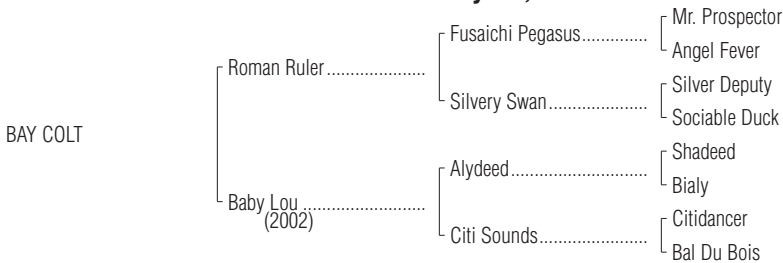 Mr. Prospector
Fusaichi Pegasus..............
Angel Fever
Roman Ruler......................
Silver Deputy
Silvery Swan......................
Sociable Duck
BAY COLT
Shadeed
Alydeed..............................
Bialy
Baby Lou ...........................
(2002)
Citidancer
Citi Sounds........................
Bal Du Bois